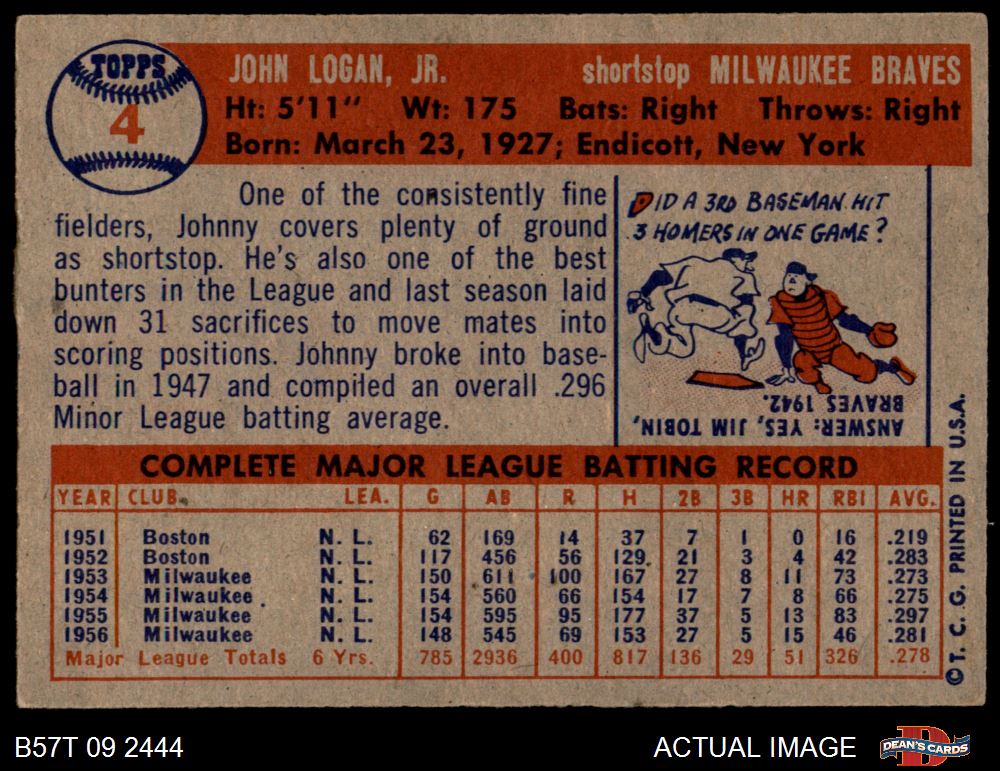 TOPPS
4
JOHN LOGAN, JR. shortstop MILWAUKEE BRAVES
Ht: 5'11" Wt: 175 Bats: Right Throws: Right
Born: March 23, 1927; Endicott, New York
One of the consistently fine
fielders, Johnny covers plenty of ground
as shortstop. He's also one of the best
bunters in the League and last season laid
down 31 sacrifices to move mates into
scoring positions. Johnny broke into base-
ball in 1947 and compiled an overall .296
Minor League batting average.
DID A 3RD BASEMAN HIT
3 HOMERS IN ONE GAME?
ANSWER: YES, JIM TOBIN,
BRAVES 1942.
COMPLETE MAJOR LEAGUE BATTING RECORD
YEAR CLUB LEA. G AB R H 2B 3B HR RBI AVG.
1951 Boston N. L. 62 169 14 37 7 1 0 16 .219
1952 Boston N. L. 117 456 56 129 21 3 4 42 .283
1953 Milwaukee N. L. 150 611 100 167 27 8 11 73 .273
1954 Milwaukee N. L. 154 560 66 154 17 7 8 66 .275
1955 Milwaukee N. L. 154 595 95 177 37 5 13 83 .297
1956 Milwaukee N. L. 148 545 69 153 27 5 15 46 .281
Major League Totals 6 Yrs. 785 2936 400 817 136 29 51 326 .278
© T. C. G. PRINTED IN U.S.A.
B57T 09 2444 ACTUAL IMAGE DEAN'S CARDS